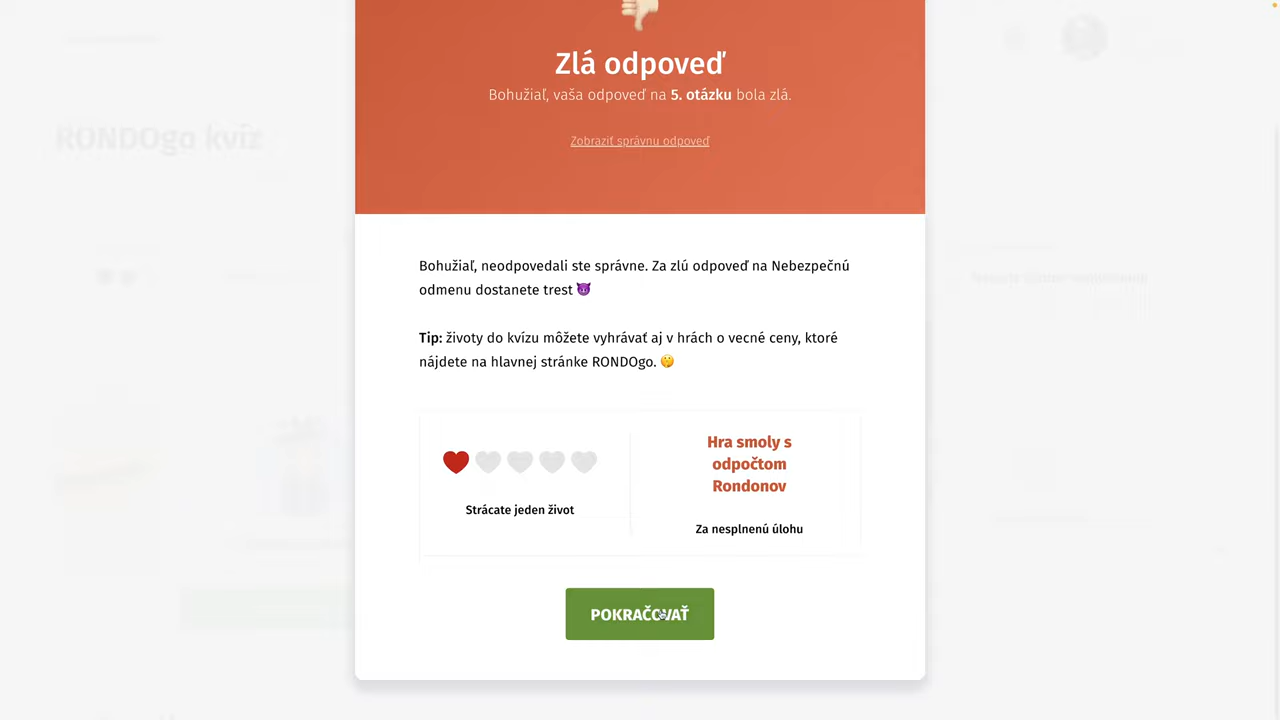 Zlá odpoveď
Bohužiaľ, vaša odpoveď na 5. otázku bola zlá.
Zobraziť správnu odpoveď
RONDOgo kvíz
Bohužiaľ, neodpovedali ste správne. Za zlú odpoveď na Nebezpečnú
odmenu dostanete trest 😈
Tip: životy do kvízu môžete vyhrávať aj v hrách o vecné ceny, ktoré
nájdete na hlavnej stránke RONDOgo. 🤫
Strácate jeden život
Hra smoly s
odpočtom
Rondonov
Za nesplnenú úlohu
POKRAČOVAŤ